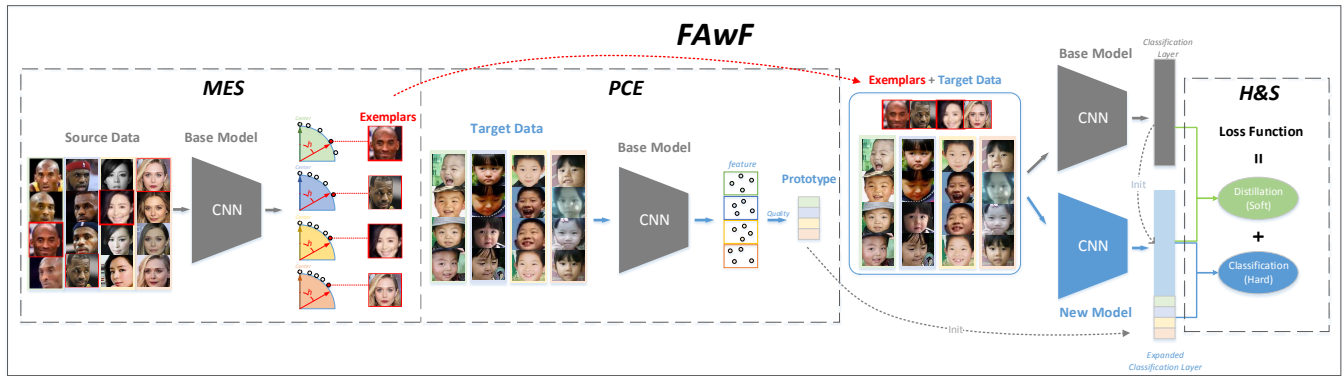 FAwF
MES
Source Data
Base Model
CNN
Exemplars
PCE
Target Data
Base Model
CNN
feature
Quality
Prototype
Exemplars + Target Data
Base Model
CNN
Classification
Layer
Init
CNN
New Model
Init
Expanded
Classification Layer
H&S
Loss Function
=
Distillation
(Soft)
+
Classification
(Hard)